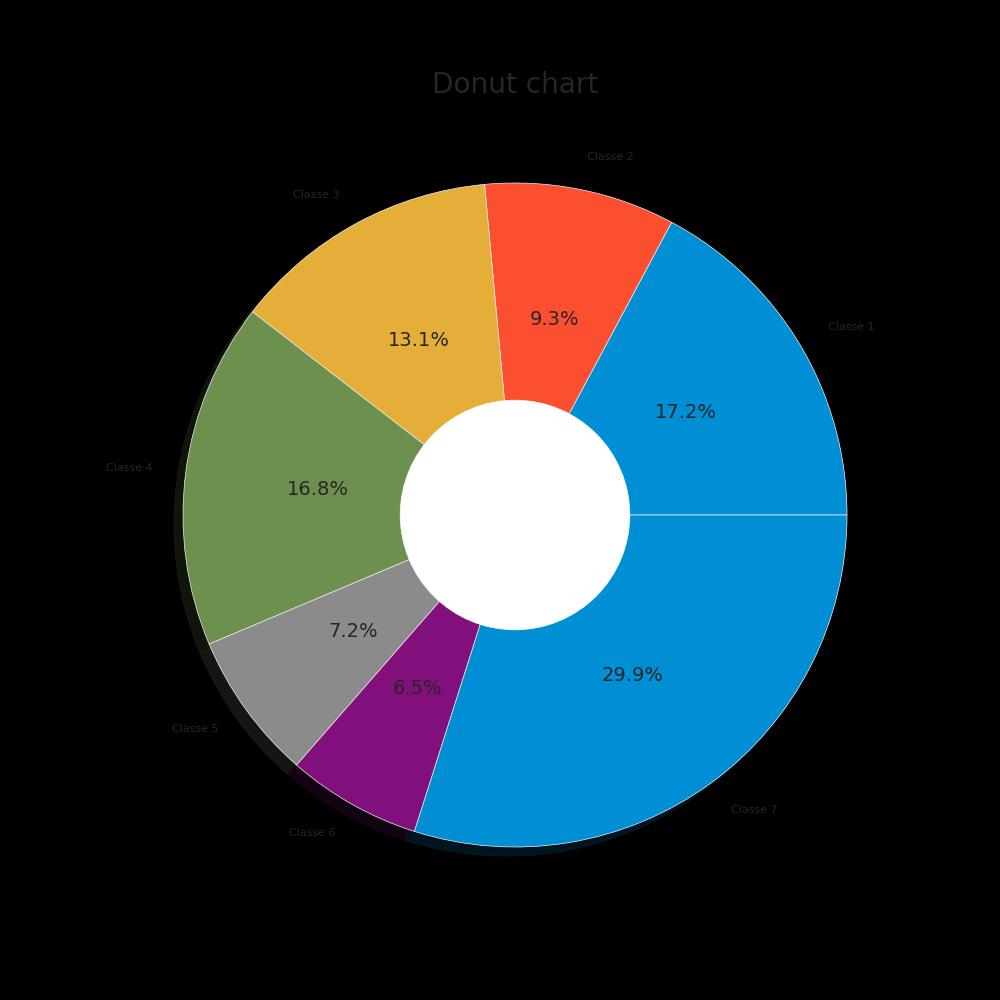 Donut chart
Classe 2
Classe 3
Classe 1
9.3%
13.1%
17.2%
Classe 4
16.8%
7.2%
29.9%
6.5%
Classe 5
Classe 7
Classe 6